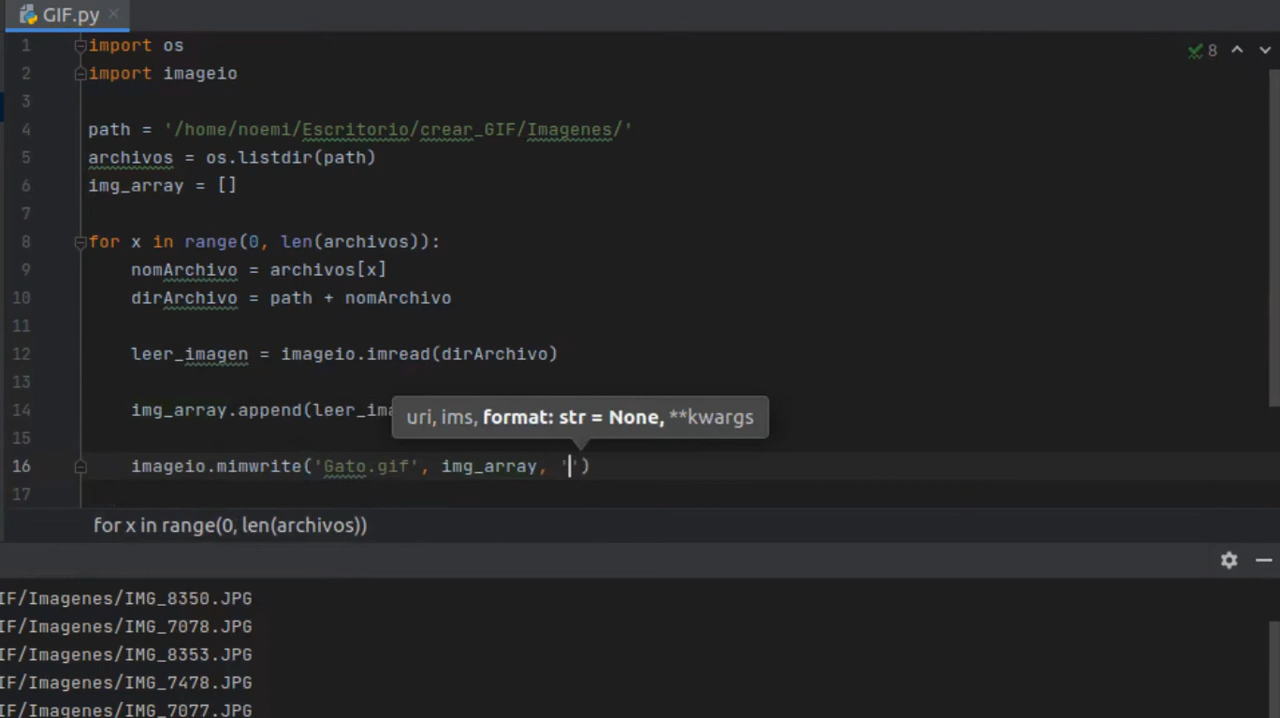 GIF.py
1 import os
8
2 import imageio
3
4 path = '/home/noemi/Escritorio/crear_GIF/Imagenes/'
5 archivos = os.listdir(path)
6 img_array = []
7
8 for x in range(0, len(archivos)):
9 nomArchivo = archivos[x]
10 dirArchivo = path + nomArchivo
11
12 leer_imagen = imageio.imread(dirArchivo)
13
14 img_array.append(leer_ima
uri, ims, format: str = None, **kwargs
15
16 imageio.mimwrite('Gato.gif', img_array, '')
17
for x in range(0, len(archivos))
IF/Imagenes/IMG_8350.JPG
IF/Imagenes/IMG_7078.JPG
IF/Imagenes/IMG_8353.JPG
IF/Imagenes/IMG_7478.JPG
IF/Imagenes/IMG_7077.JPG